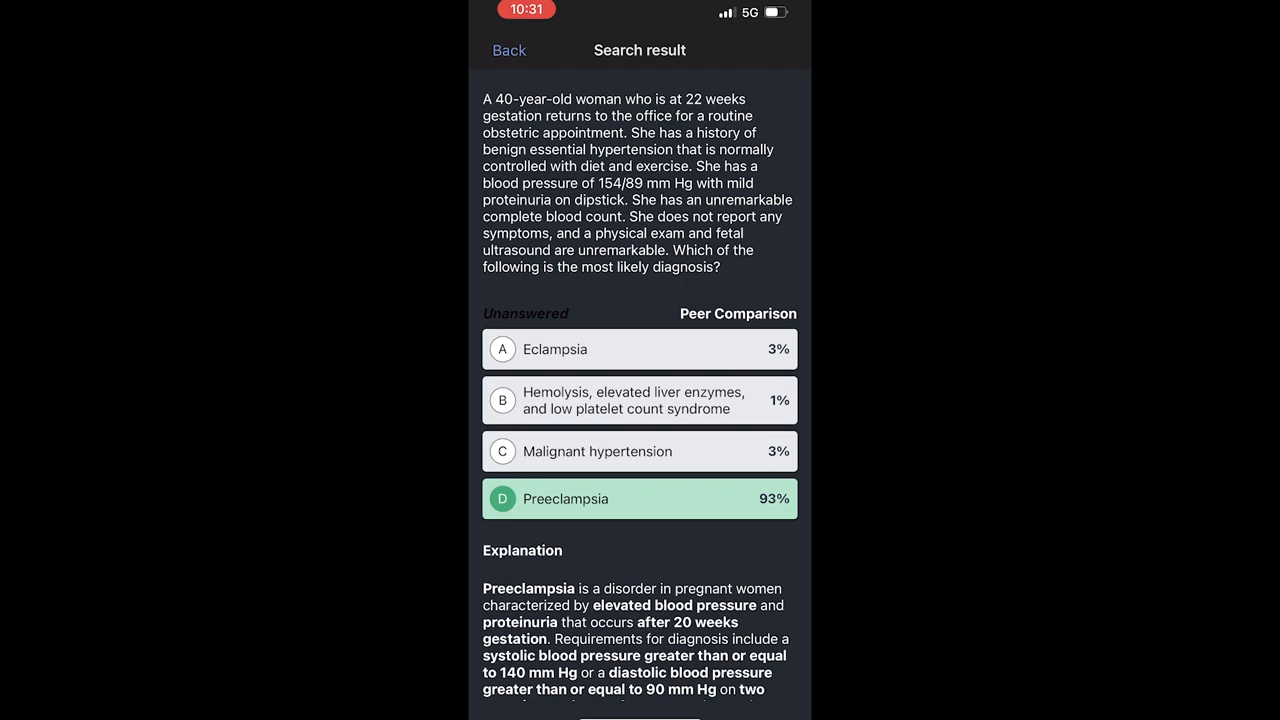 10:31
5G
Back
Search result
A 40-year-old woman who is at 22 weeks
gestation returns to the office for a routine
obstetric appointment. She has a history of
benign essential hypertension that is normally
controlled with diet and exercise. She has a
blood pressure of 154/89 mm Hg with mild
proteinuria on dipstick. She has an unremarkable
complete blood count. She does not report any
symptoms, and a physical exam and fetal
ultrasound are unremarkable. Which of the
following is the most likely diagnosis?
Unanswered
Peer Comparison
A Eclampsia 3%
B Hemolysis, elevated liver enzymes,
and low platelet count syndrome 1%
C Malignant hypertension 3%
D Preeclampsia 93%
Explanation
Preeclampsia is a disorder in pregnant women
characterized by elevated blood pressure and
proteinuria that occurs after 20 weeks
gestation. Requirements for diagnosis include a
systolic blood pressure greater than or equal
to 140 mm Hg or a diastolic blood pressure
greater than or equal to 90 mm Hg on two